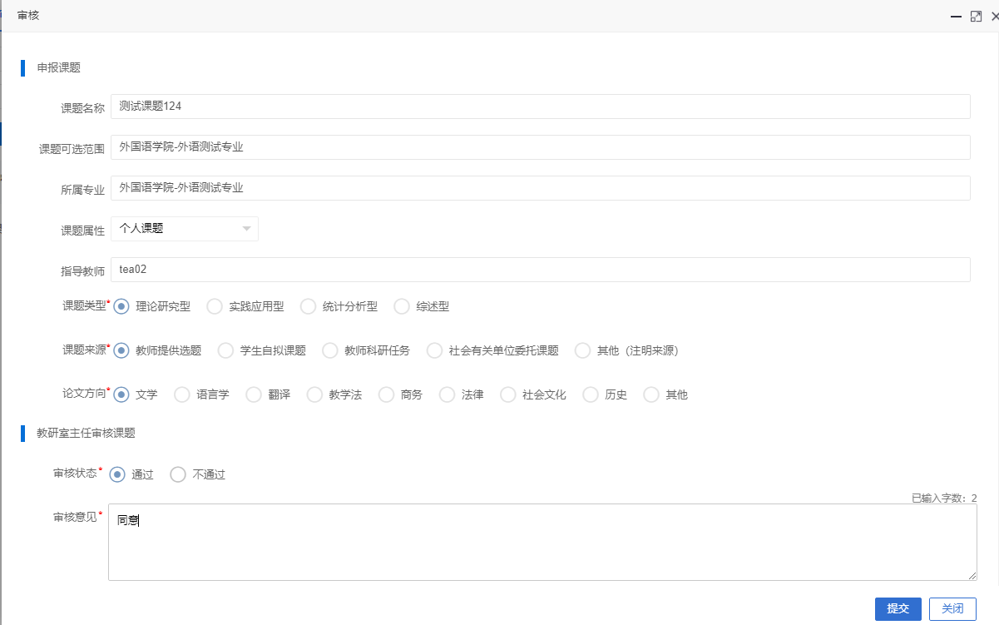 审核
申报课题
课题名称 测试课题124
课题可选范围 外国语学院-外语测试专业
所属专业 外国语学院-外语测试专业
课题属性 个人课题
指导教师 tea02
课题类型* 理论研究型 实践应用型 统计分析型 综述型
课题来源* 教师提供选题 学生自拟课题 教师科研任务 社会有关单位委托课题 其他（注明来源）
论文方向* 文学 语言学 翻译 教学法 商务 法律 社会文化 历史 其他
教研室主任审核课题
审核状态* 通过 不通过
已输入字数：2
审核意见* 同意
提交 关闭